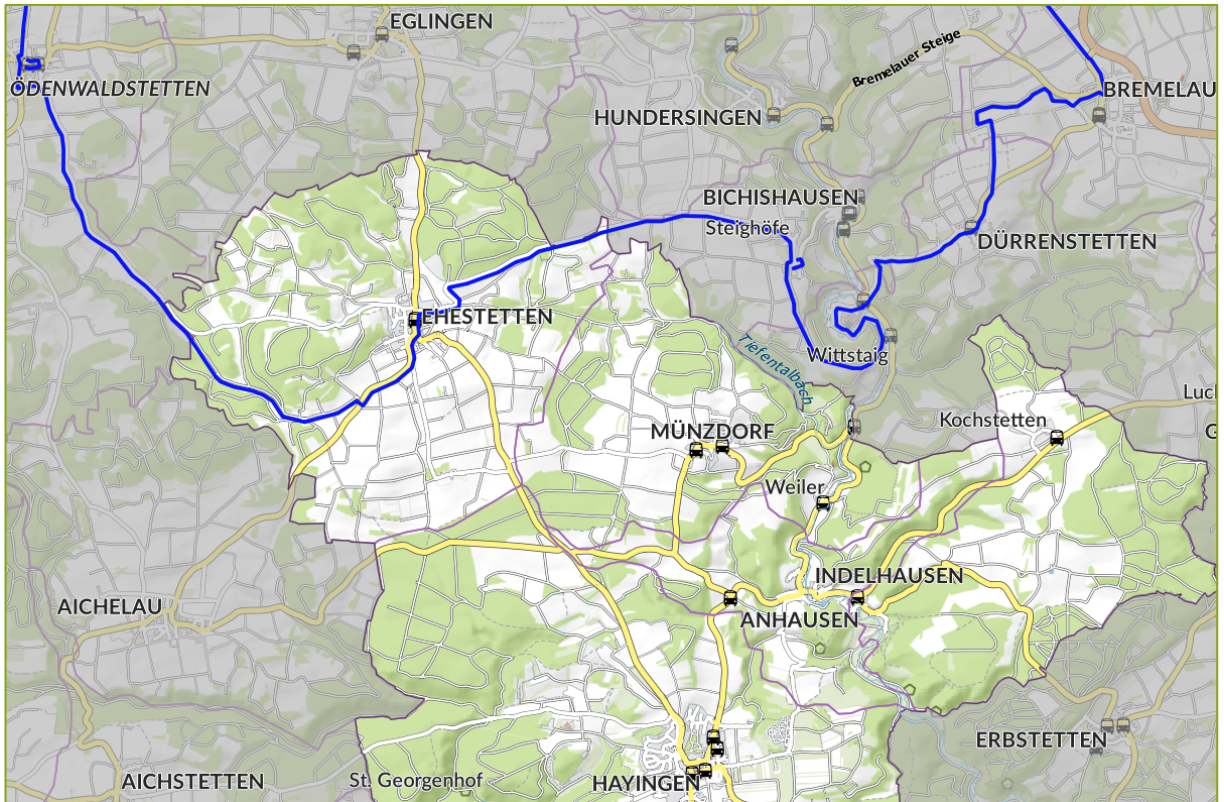 EGLINGEN
Bremelauer Steige
ÖDENWALDSTETTEN
BREMELAU
HUNDERSINGEN
BICHISHAUSEN
Steighöfe
DÜRRENSTETTEN
EHESTETTEN
Tiefentalbach
Wittstaig
Kochstetten
MÜNZDORF
Weiler
INDELHAUSEN
AICHELAU
ANHAUSEN
ERBSTETTEN
AICHSTETTEN
St. Georgenhof
HAYINGEN